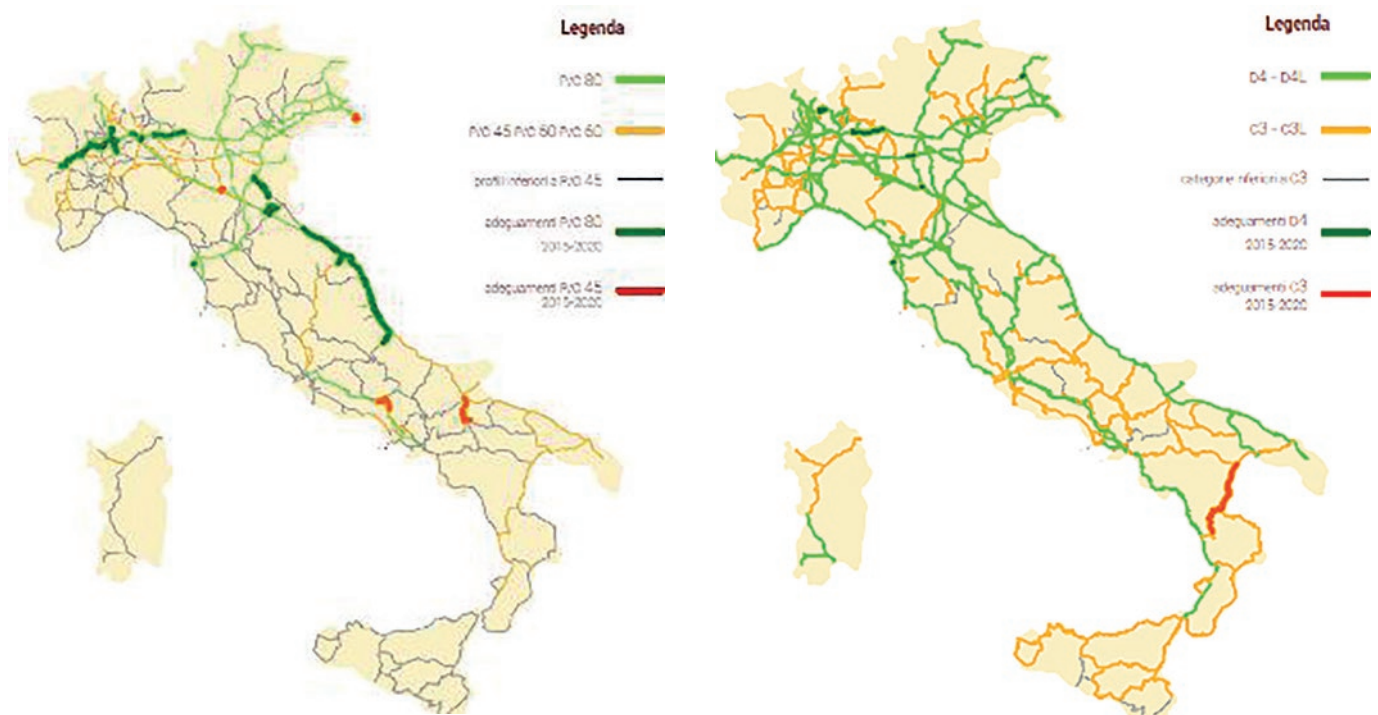 Legenda
P/C 80
P/C 45 P/C 50 P/C 60
profili inferiori a P/C 45
adeguamenti P/C 80
2015-2020
adeguamenti P/C 45
2015-2020
Legenda
D4 - D4L
C3 - C3L
categorie inferiori a C3
adeguamenti D4
2015-2020
adeguamenti C3
2015-2020